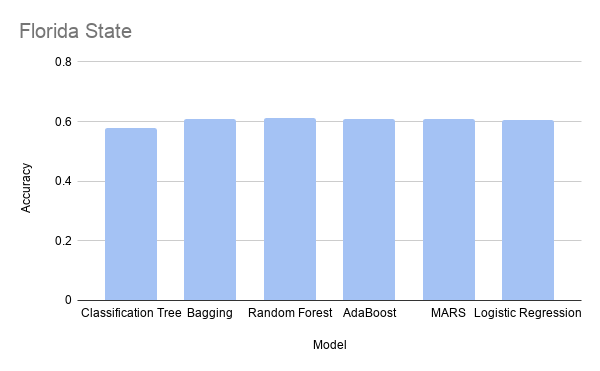 Florida State
0.8
0.6
0.4
0.2
0
Accuracy
Classification Tree Bagging Random Forest AdaBoost MARS Logistic Regression
Model